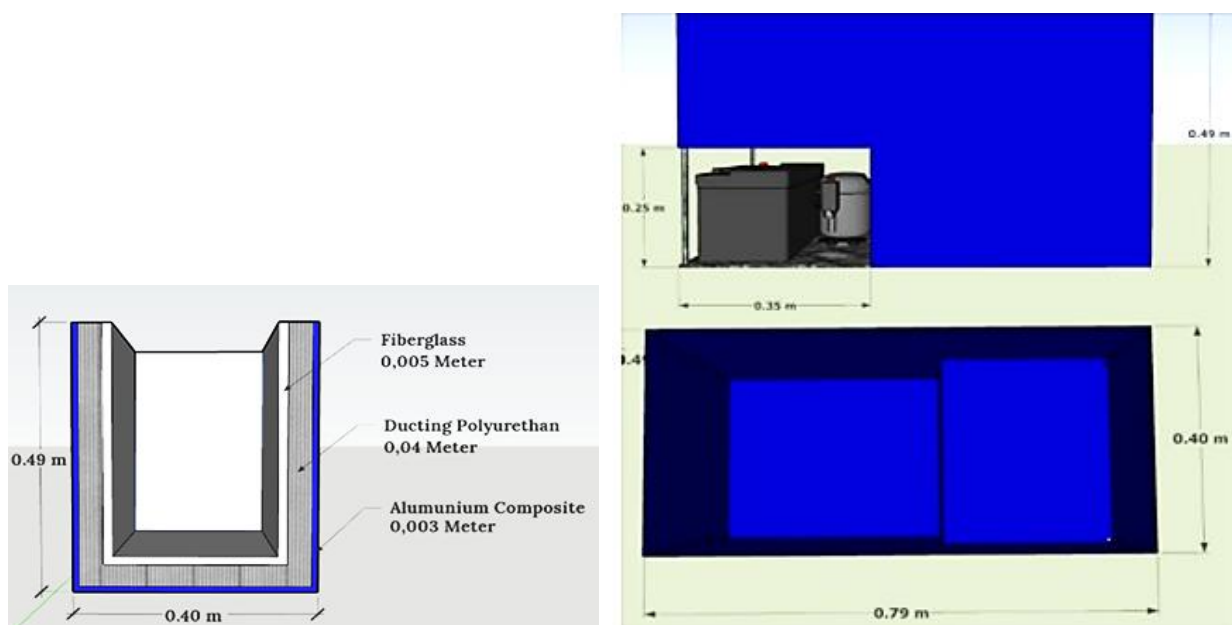 Fiberglass
0,005 Meter
Ducting Polyurethan
0,04 Meter
Alumunium Composite
0,003 Meter
0.49 m
0.40 m
0.49 m
0.25 m
0.35 m
0.40 m
0.79 m